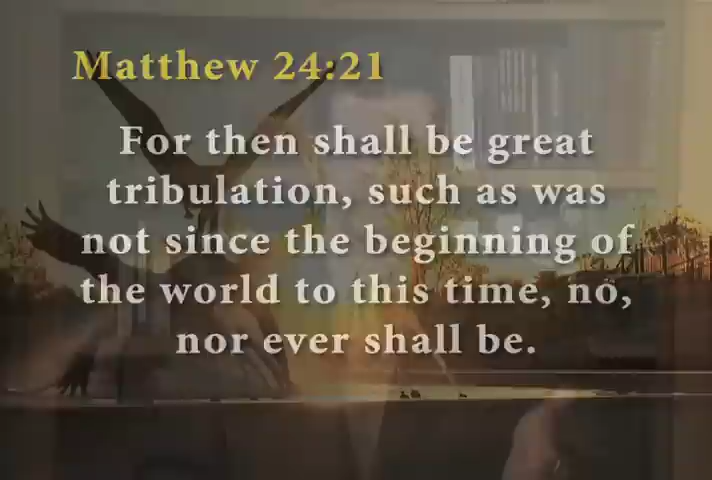 Matthew 24:21
For then shall be great
tribulation, such as was
not since the beginning of
the world to this time, no,
nor ever shall be.